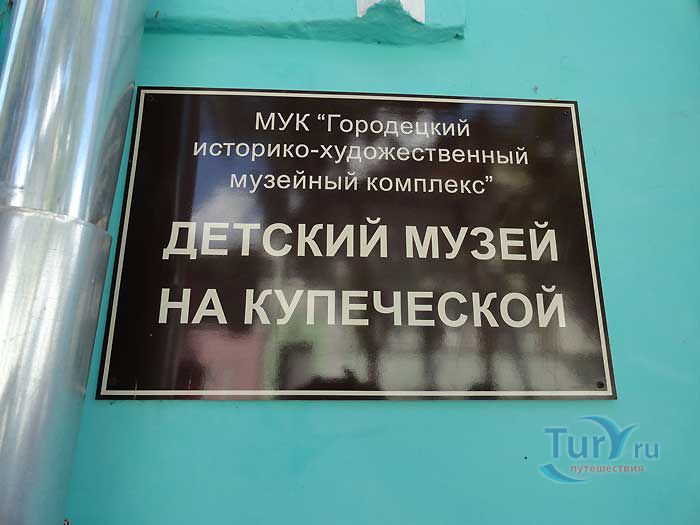 МУК “Городецкий
историко-художественный
музейный комплекс”
ДЕТСКИЙ МУЗЕЙ
НА КУПЕЧЕСКОЙ
TurY.ru
путешествия